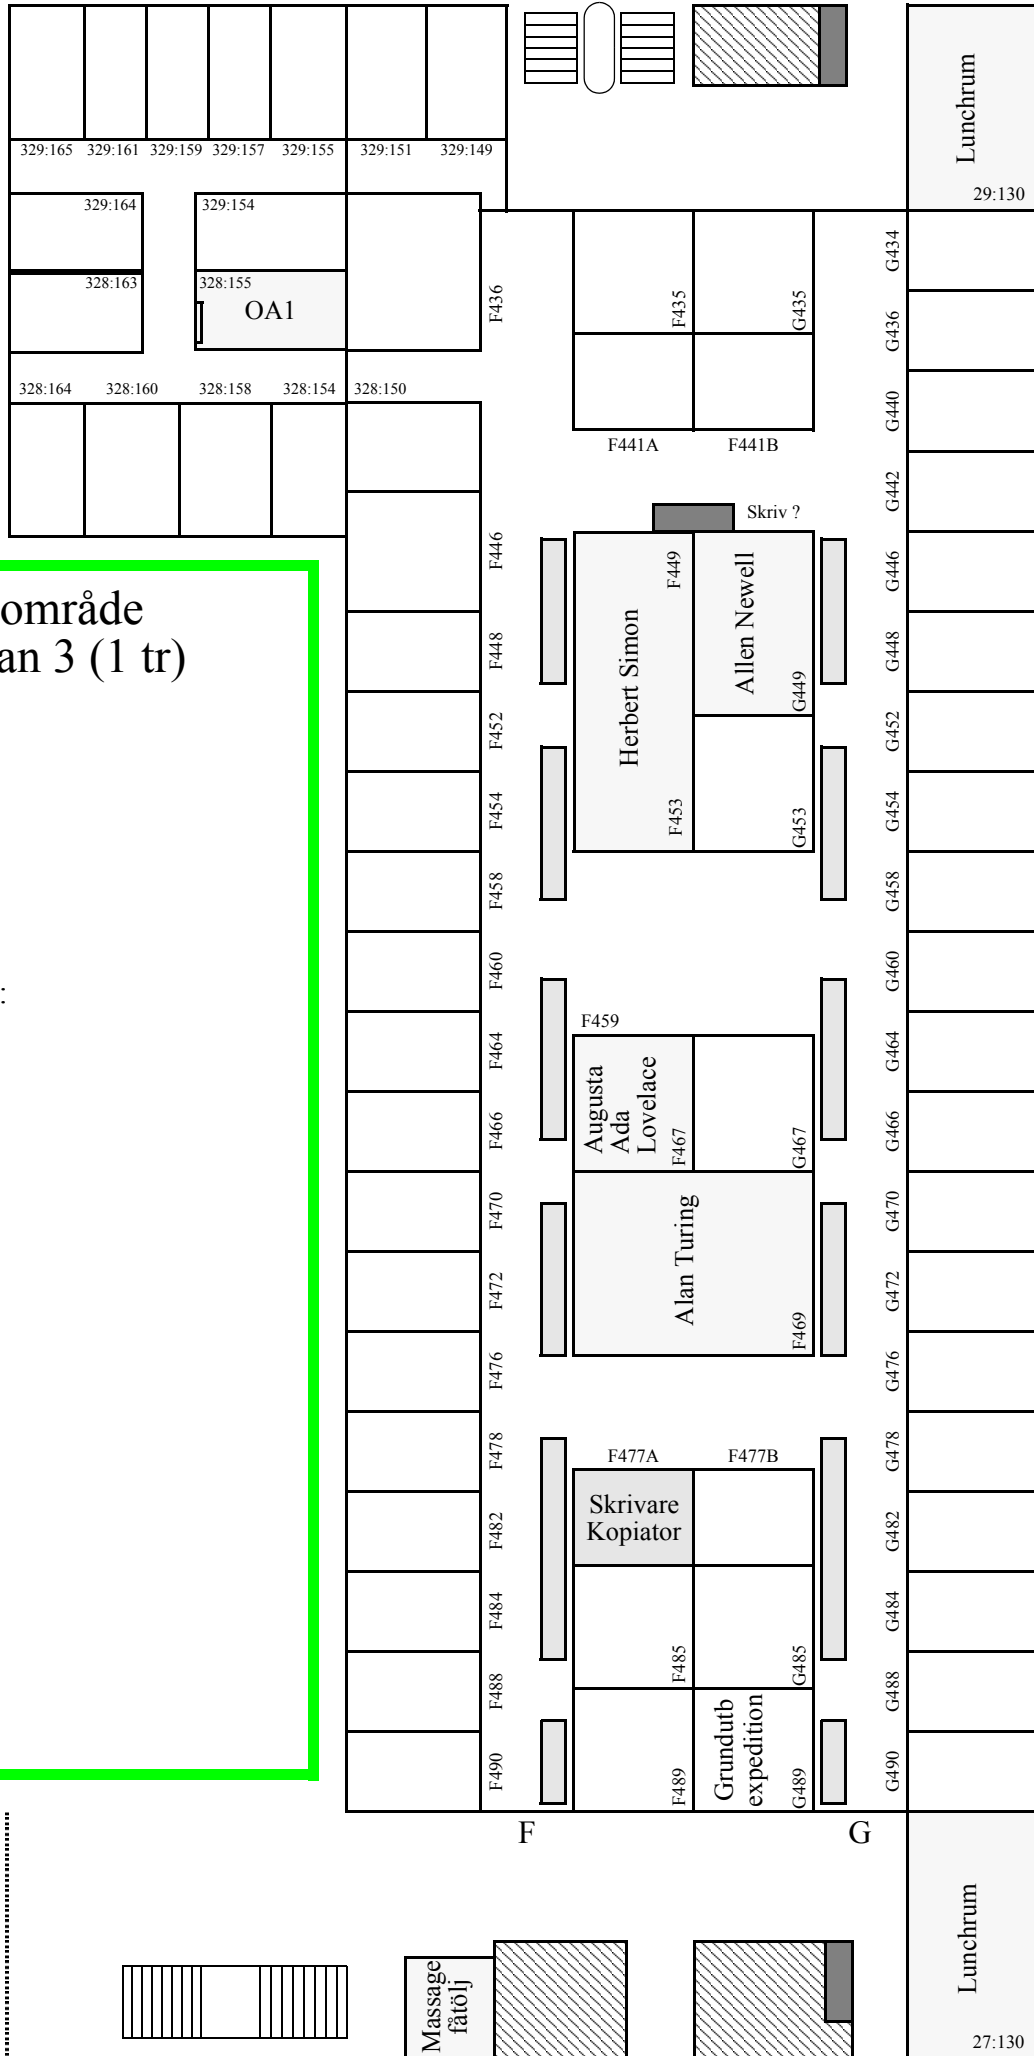 Lunchrum
29:130
329:165 329:161 329:159 329:157 329:155 329:151 329:149
329:164 329:154
328:163 328:155
OA1
328:164 328:160 328:158 328:154 328:150
F436
F435
G435
G434
G436
G440
G442
F441A F441B
Skriv ?
område
an 3 (1 tr)
:
F446
F448
F452
F454
F458
F460
F464
F466
F470
F472
F476
F478
F482
F484
F488
F490
F449
Herbert Simon
F453
Allen Newell
G449
G453
F459
Augusta
Ada
Lovelace
F467
G467
Alan Turing
F469
F477A F477B
Skrivare
Kopiator
F485
G485
F489
Grundutb
expedition
G489
G446
G448
G452
G454
G458
G460
G464
G466
G470
G472
G476
G478
G482
G484
G488
G490
F G
Massage
fåtölj
Lunchrum
27:130